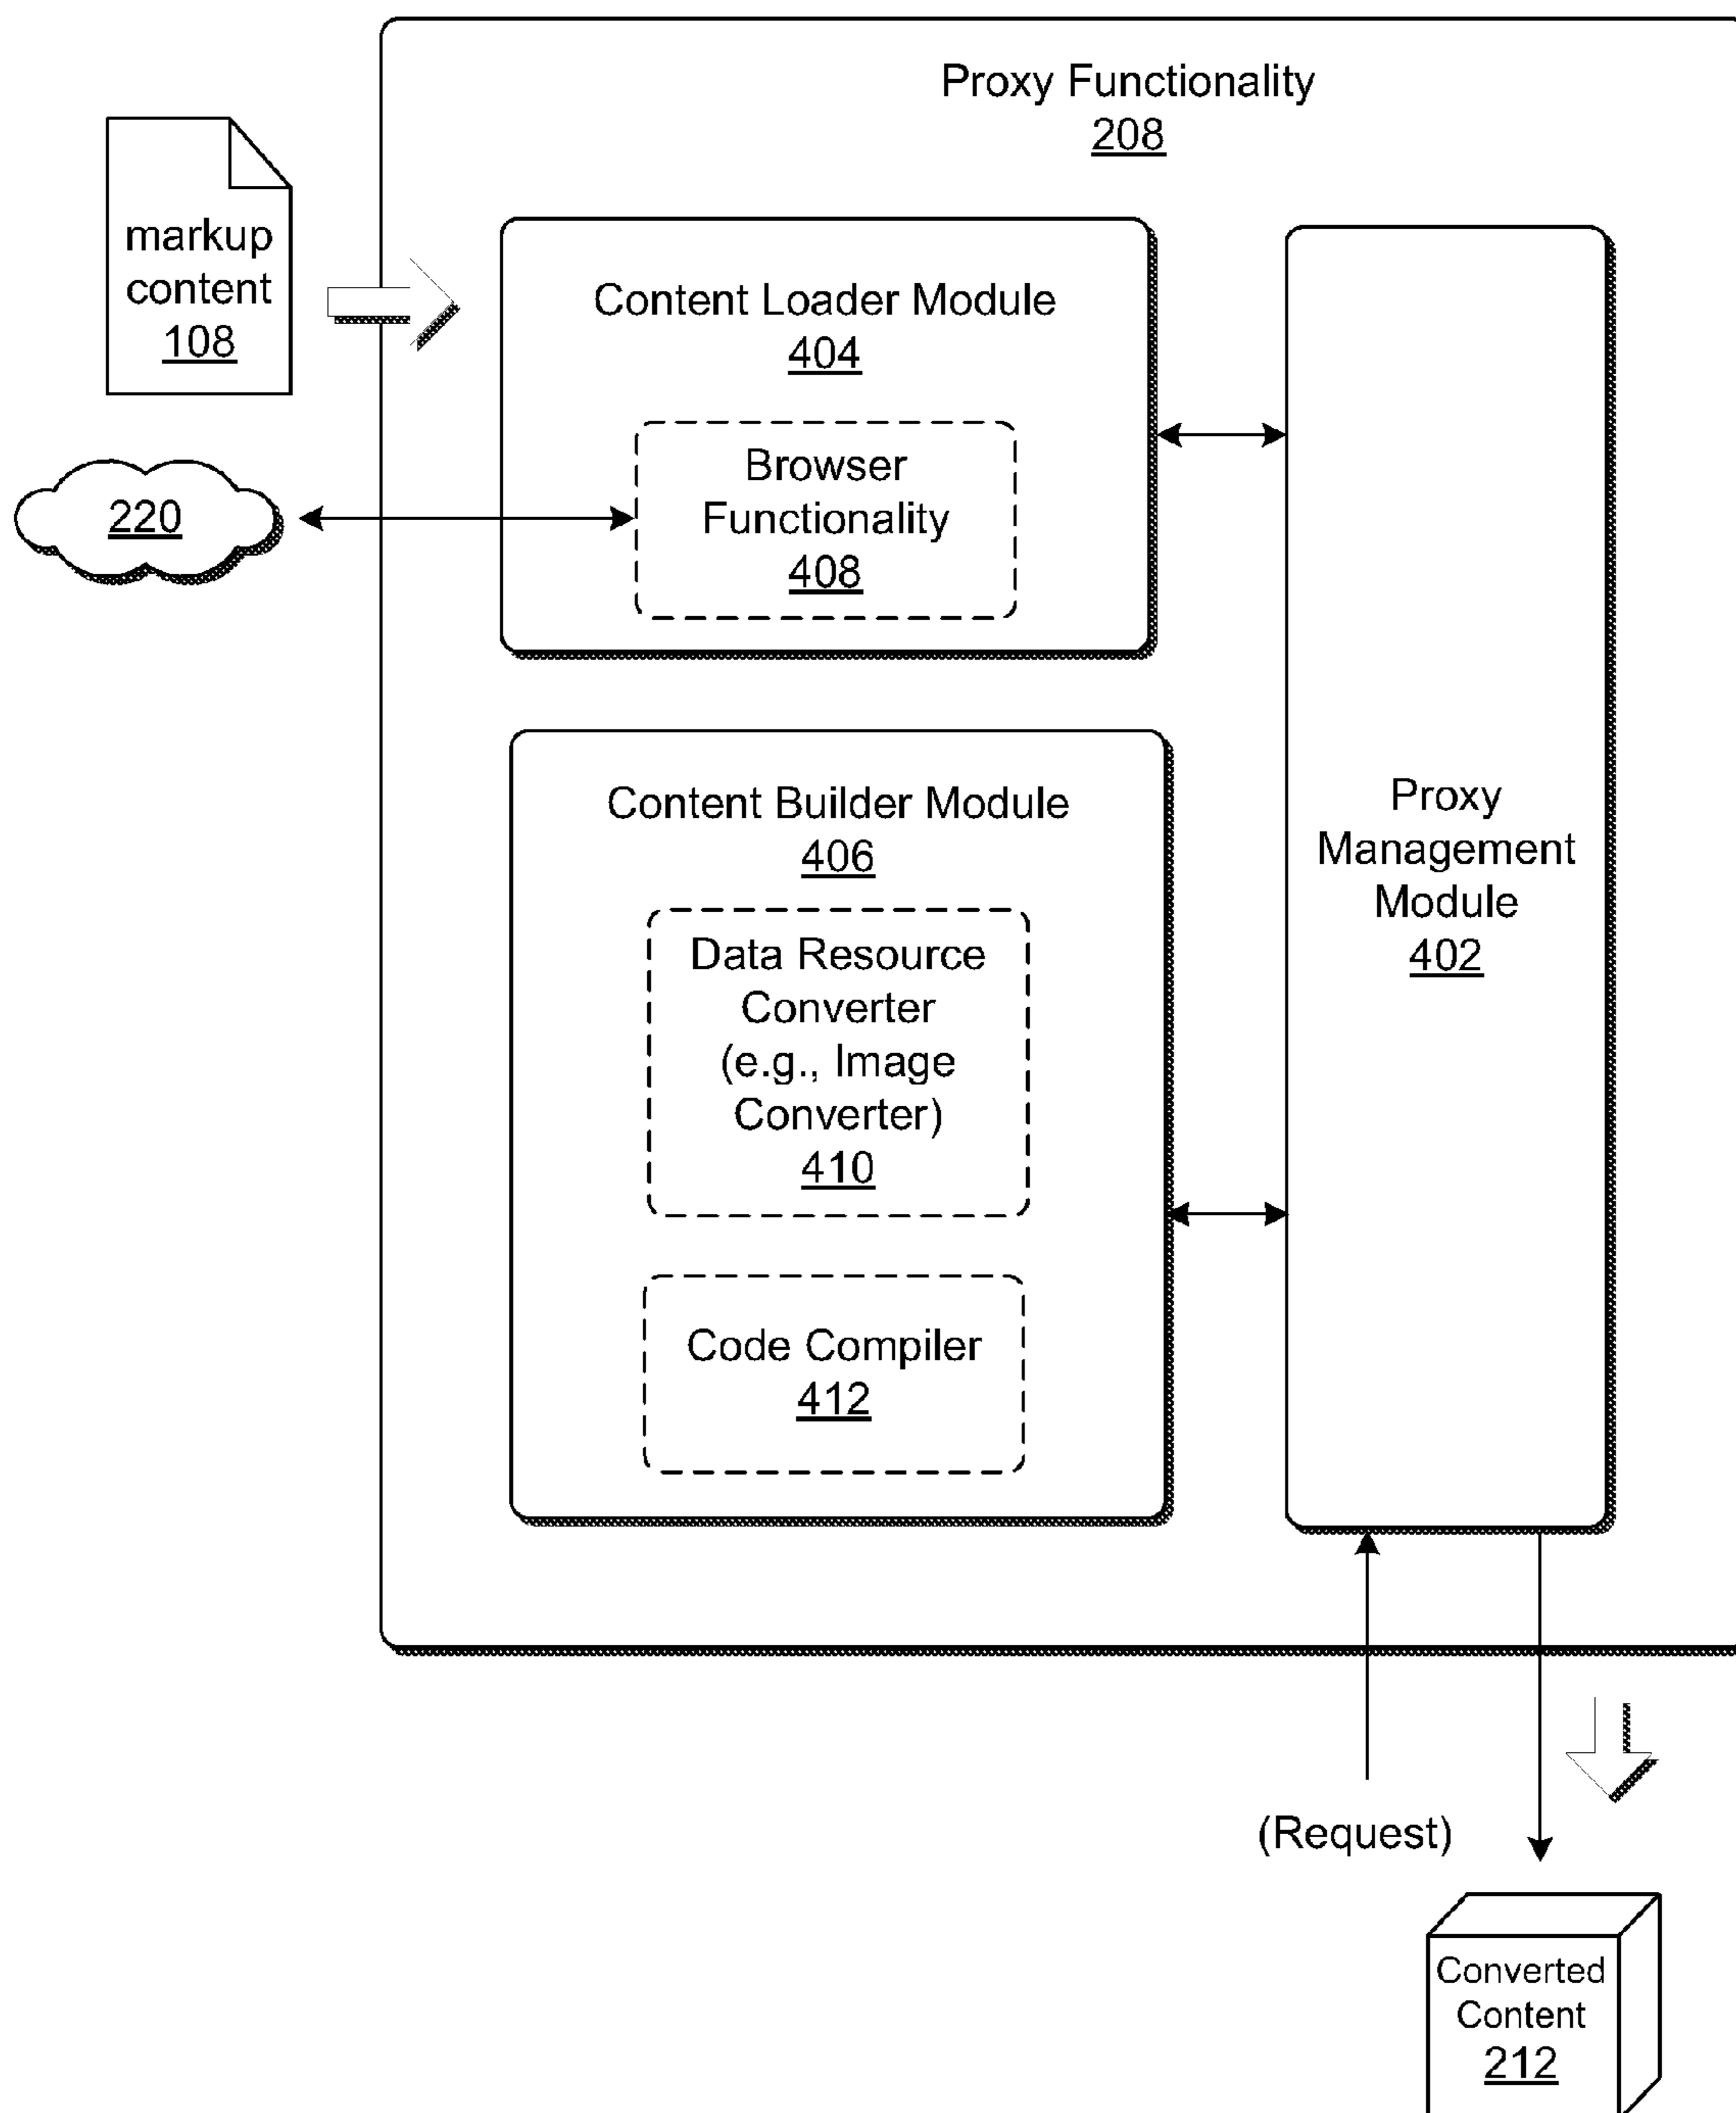 Proxy Functionality
208
markup
content
108
Content Loader Module
404
Browser
Functionality
408
220
Content Builder Module
406
Data Resource
Converter
(e.g., Image
Converter)
410
Code Compiler
412
Proxy
Management
Module
402
(Request)
Converted
Content
212